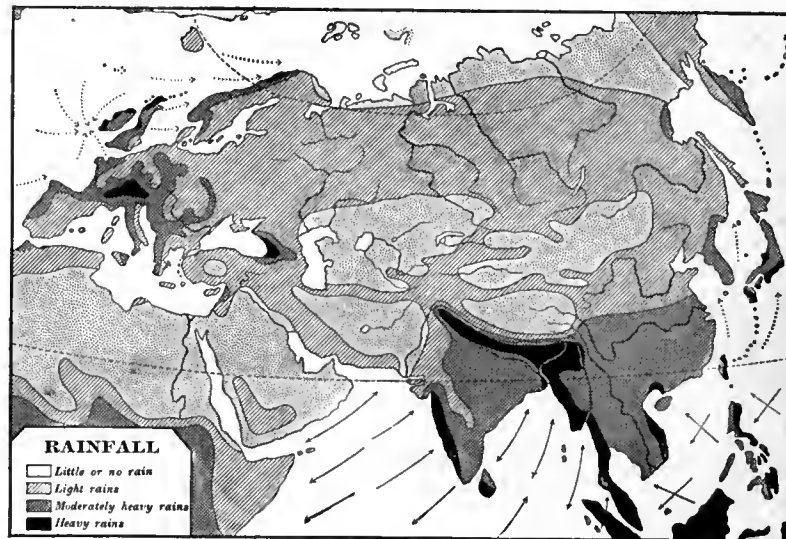 RAINFALL
Little or no rain
Light rains
Moderately heavy rains
Heavy rains